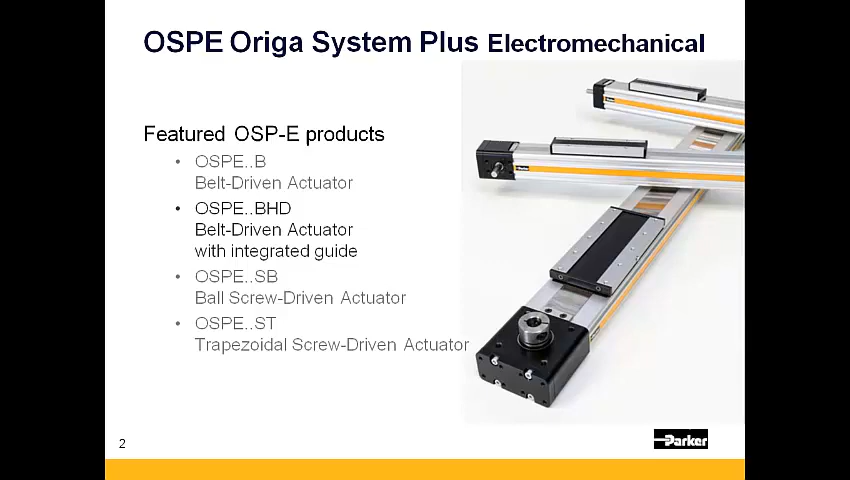 OSPE Origa System Plus Electromechanical
Featured OSP-E products
• OSPE..B
Belt-Driven Actuator
• OSPE..BHD
Belt-Driven Actuator
with integrated guide
• OSPE..SB
Ball Screw-Driven Actuator
• OSPE..ST
Trapezoidal Screw-Driven Actuator
2
Parker